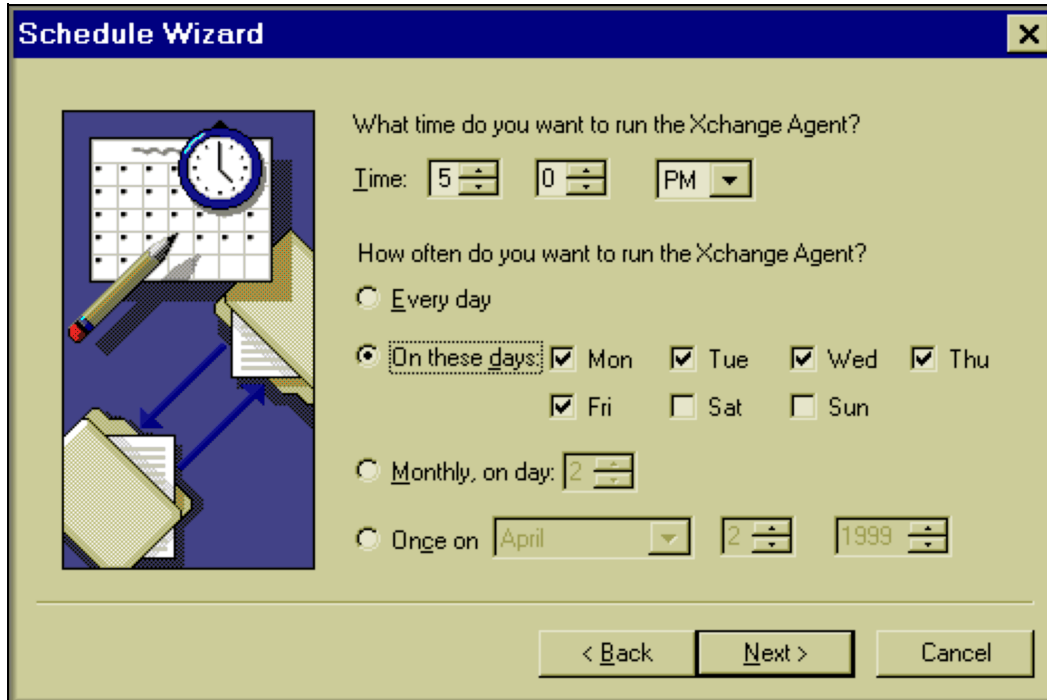 Schedule Wizard
What time do you want to run the Xchange Agent?
Time: 5 0 PM
How often do you want to run the Xchange Agent?
Every day
On these days: Mon Tue Wed Thu
Fri Sat Sun
Monthly, on day: 2
Once on April 2 1999
< Back Next > Cancel